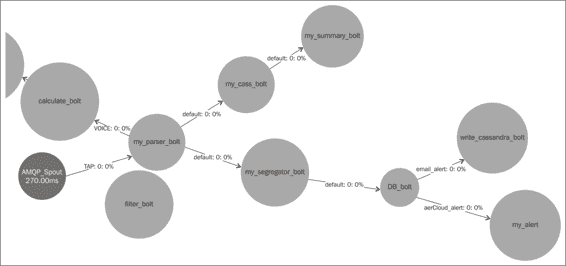 my_summary_bolt
default: 0: 0%
my_cass_bolt
calculate_bolt
default: 0: 0%
VOICE: 0: 0%
my_parser_bolt
write_cassandra_bolt
default: 0: 0%
TAP: 0: 0%
AMQP_Spout
270.00ms
my_segregator_bolt
email_alert: 0: 0%
default: 0: 0%
DB_bolt
filter_bolt
aerCloud_alert: 0: 0%
my_alert